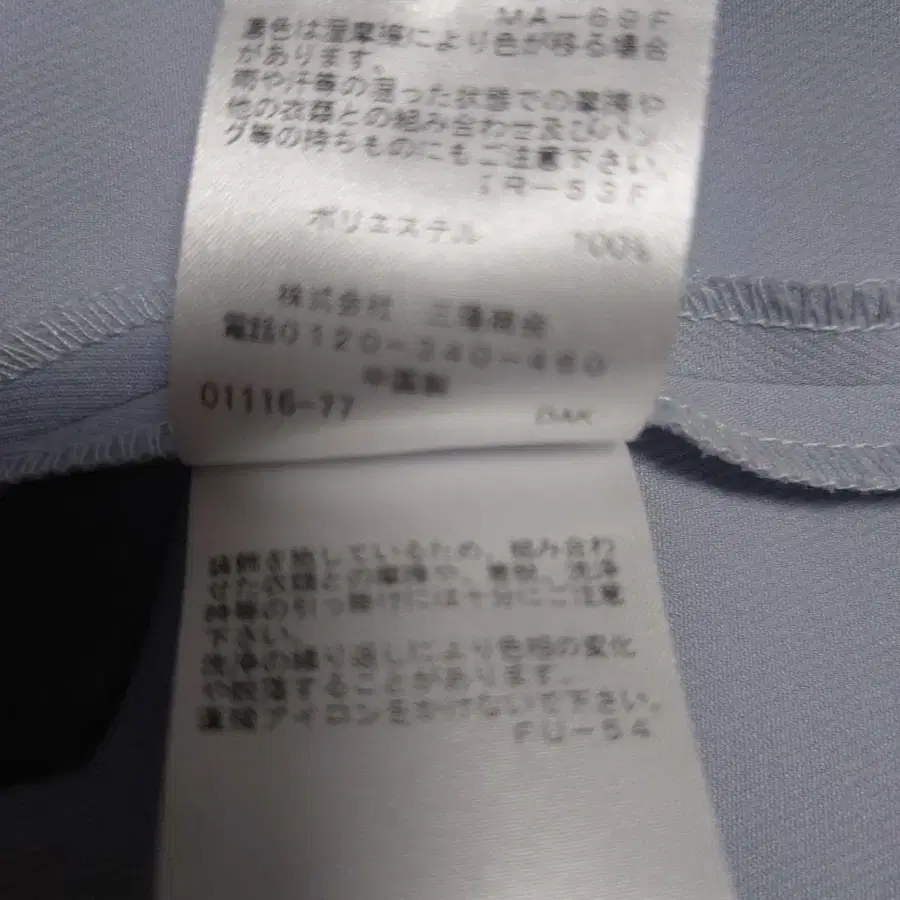 MA-69F
着色は湿摩擦により色が移る場合
があります。
雨や汗等の湿った状態での摩擦や
他の衣類との組み合わせ及びバッ
グ等の持ちものにもご注意下さい。
IR-53F
ポリエステル 100%
株式会社 三陽商会
電話0120-340-460
中国製
01116-77 DAK
装飾を施しているため、組み合わ
せた衣類との摩擦や、着脱、洗浄
時等の引っ掛けには十分にご注意
下さい。
洗浄の繰り返しにより色相の変化
や脱落することがあります。
直接アイロンをかけないで下さい。
FU-54